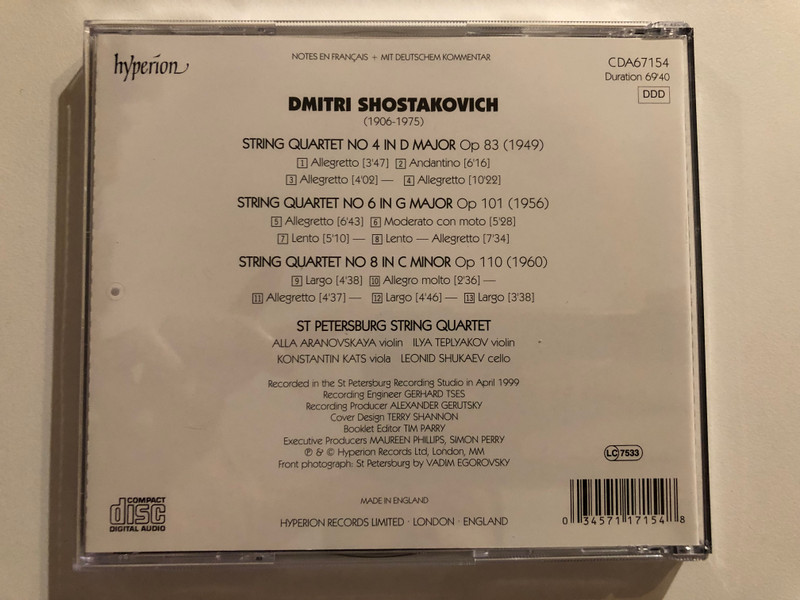 hyperion
NOTES EN FRANÇAIS + MIT DEUTSCHEM KOMMENTAR
CDA67154
Duration 69'40
DDD
DMITRI SHOSTAKOVICH
(1906-1975)
STRING QUARTET NO 4 IN D MAJOR Op 83 (1949)
1 Allegretto [3'47] 2 Andantino [6'16]
3 Allegretto [4'02] — 4 Allegretto [10'22]
STRING QUARTET NO 6 IN G MAJOR Op 101 (1956)
5 Allegretto [6'43] 6 Moderato con moto [5'28]
7 Lento [5'10] — 8 Lento — Allegretto [7'34]
STRING QUARTET NO 8 IN C MINOR Op 110 (1960)
9 Largo [4'38] 10 Allegro molto [2'36] —
11 Allegretto [4'37] — 12 Largo [4'46] — 13 Largo [3'38]
ST PETERSBURG STRING QUARTET
ALLA ARANOVSKAYA violin ILYA TEPLYAKOV violin
KONSTANTIN KATS viola LEONID SHUKAEV cello
Recorded in the St Petersburg Recording Studio in April 1999
Recording Engineer GERHARD TSES
Recording Producer ALEXANDER GERUTSKY
Cover Design TERRY SHANNON
Booklet Editor TIM PARRY
Executive Producers MAUREEN PHILLIPS, SIMON PERRY
℗ & © Hyperion Records Ltd, London, MM
Front photograph: St Petersburg by VADIM EGOROVSKY
LC 7533
COMPACT
disc
DIGITAL AUDIO
MADE IN ENGLAND
HYPERION RECORDS LIMITED · LONDON · ENGLAND
0 34571 17154 8